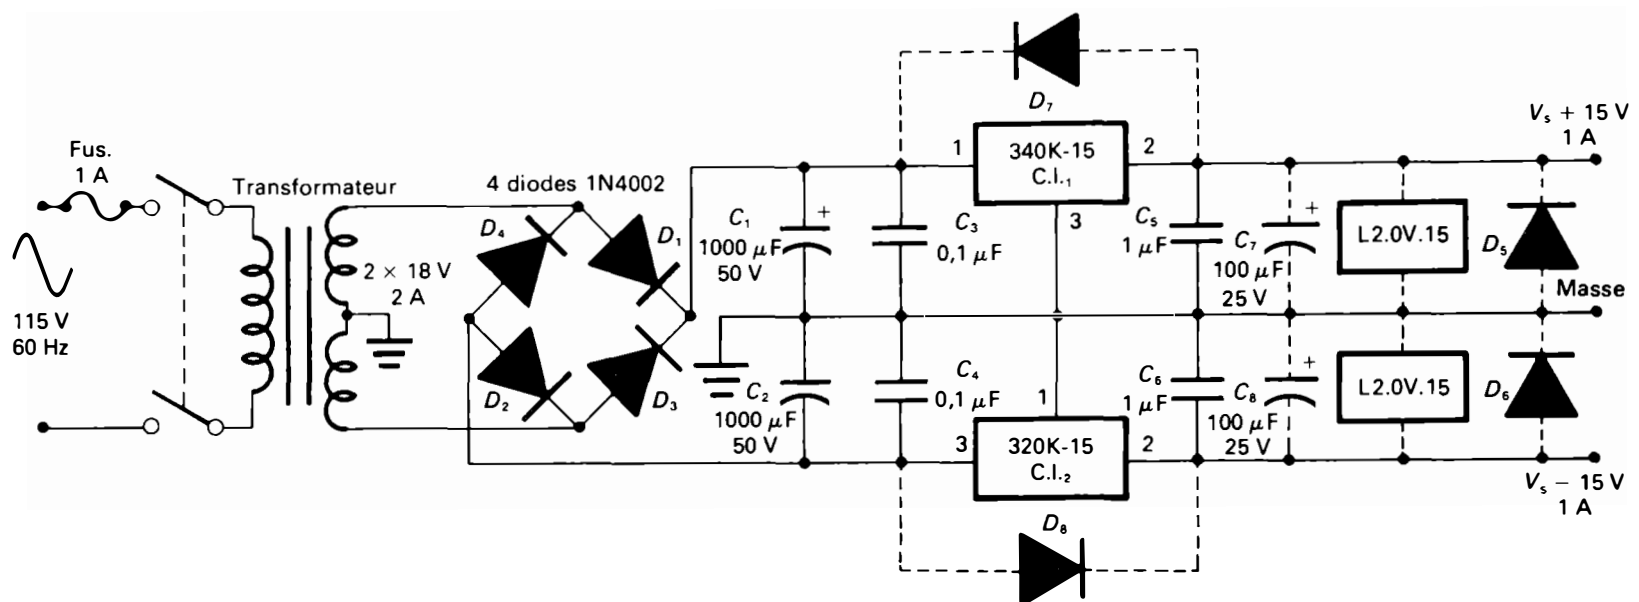 Fus.
1 A
115 V
60 Hz
Transformateur
2 × 18 V
2 A
4 diodes 1N4002
D₄
D₁
D₂
D₃
C₁
1000 µF
50 V
+
C₂
1000 µF
50 V
C₃
0,1 µF
C₄
0,1 µF
D₇
1
340K-15
C.I.₁
2
3
1
3
320K-15
C.I.₂
2
D₈
C₅
1 µF
C₆
1 µF
+
C₇
100 µF
25 V
+
C₈
100 µF
25 V
L2.0V.15
L2.0V.15
D₅
D₆
Vₛ + 15 V
1 A
Masse
Vₛ − 15 V
1 A